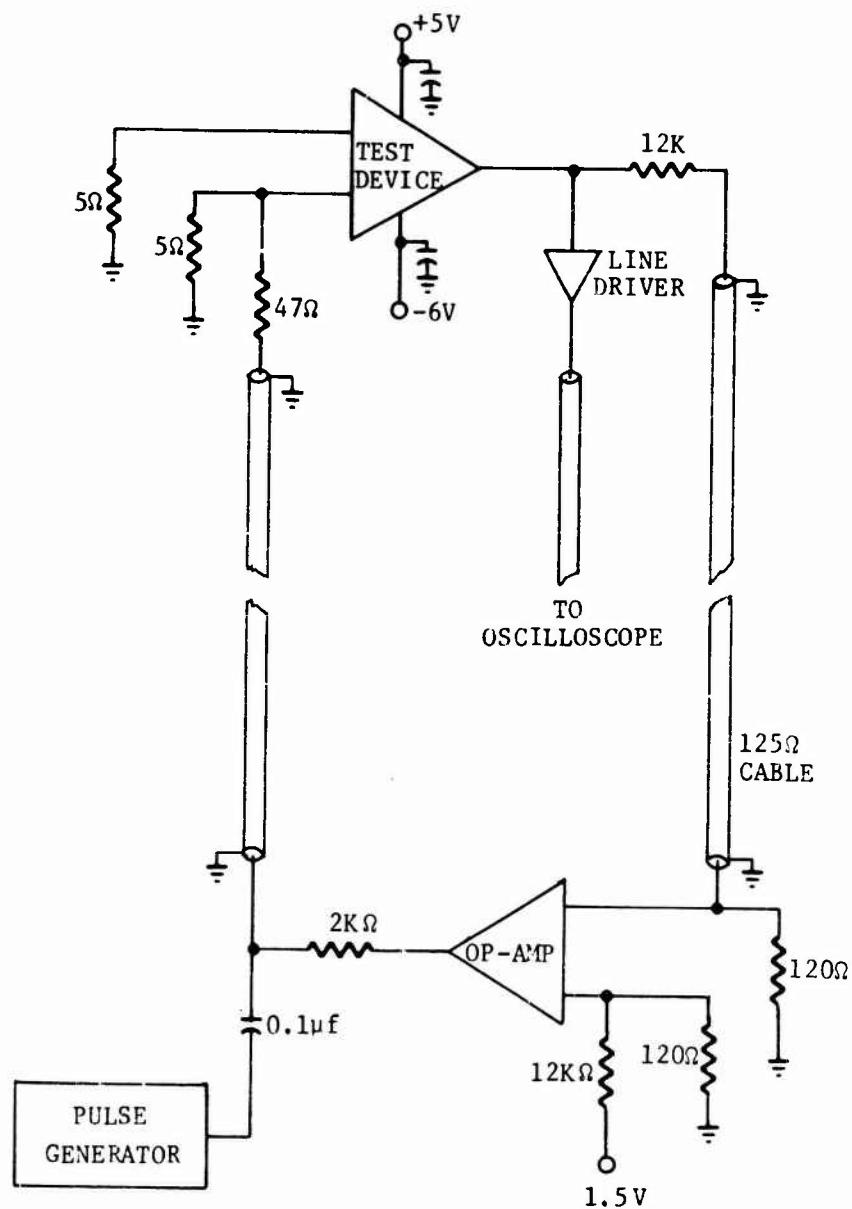 +5V
TEST
DEVICE
12K
5Ω
5Ω
47Ω
-6V
LINE
DRIVER
TO
OSCILLOSCOPE
125Ω
CABLE
2KΩ
OP-AMP
120Ω
0.1µf
12KΩ
120Ω
PULSE
GENERATOR
1.5V